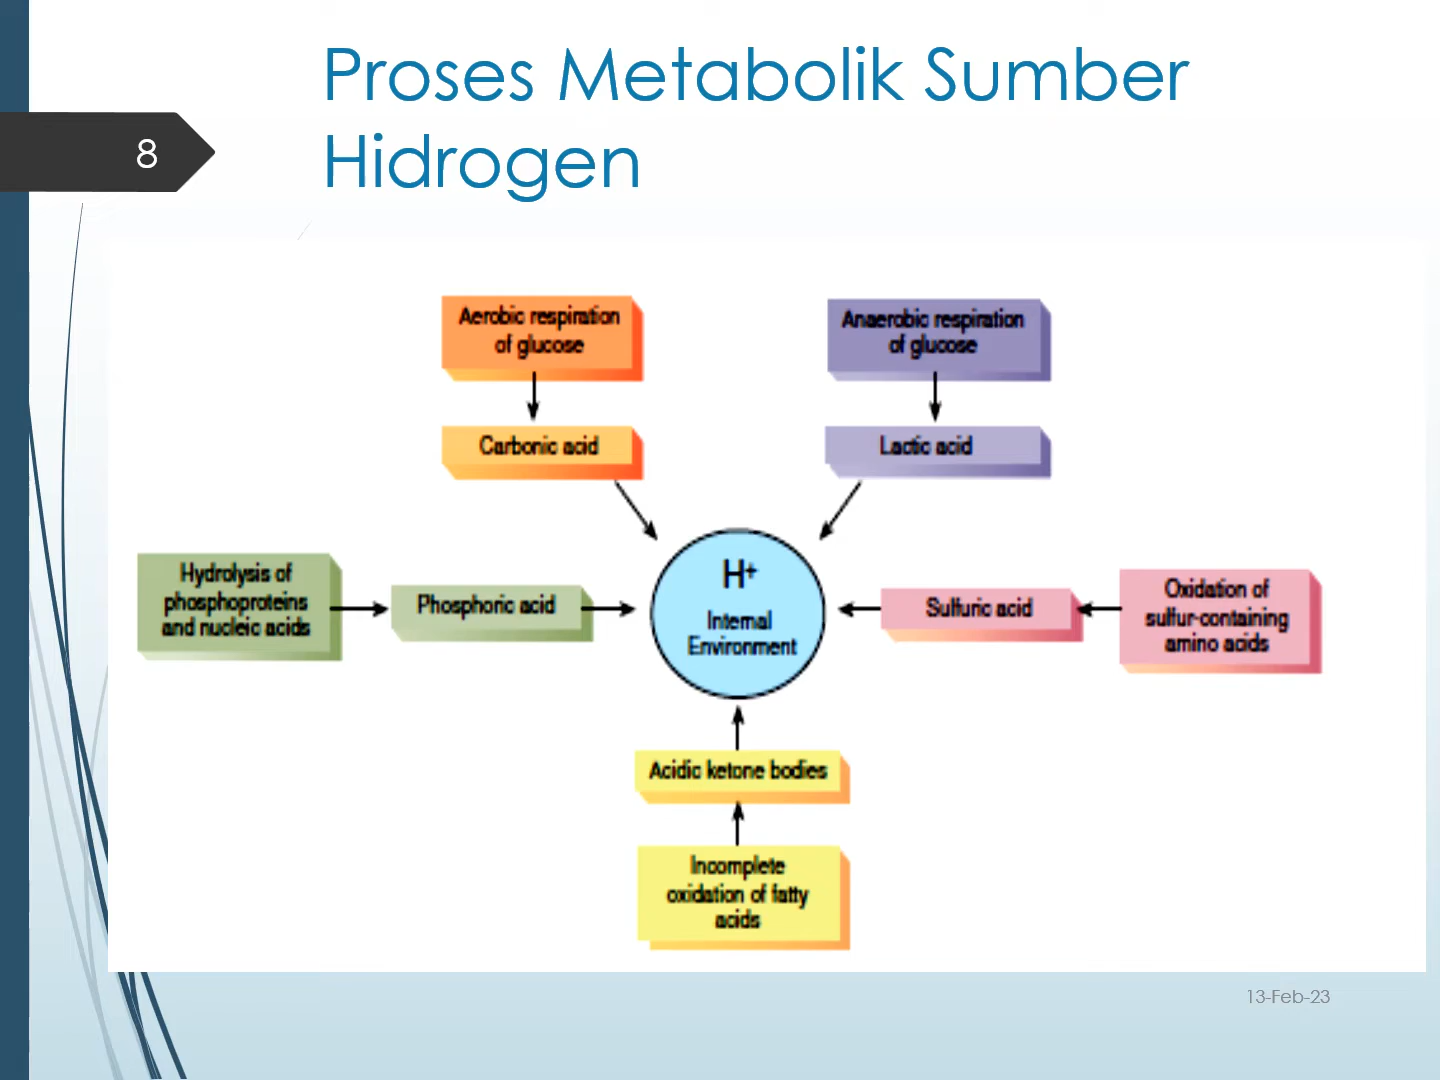 Proses Metabolik Sumber
Hidrogen
8
Aerobic respiration
of glucose
Anaerobic respiration
of glucose
Carbonic acid
Lactic acid
H+
Internal
Environment
Hydrolysis of
phosphoproteins
and nucleic acids
Phosphoric acid
Sulfuric acid
Oxidation of
sulfur-containing
amino acids
Acidic ketone bodies
Incomplete
oxidation of fatty
acids
13-Feb-23